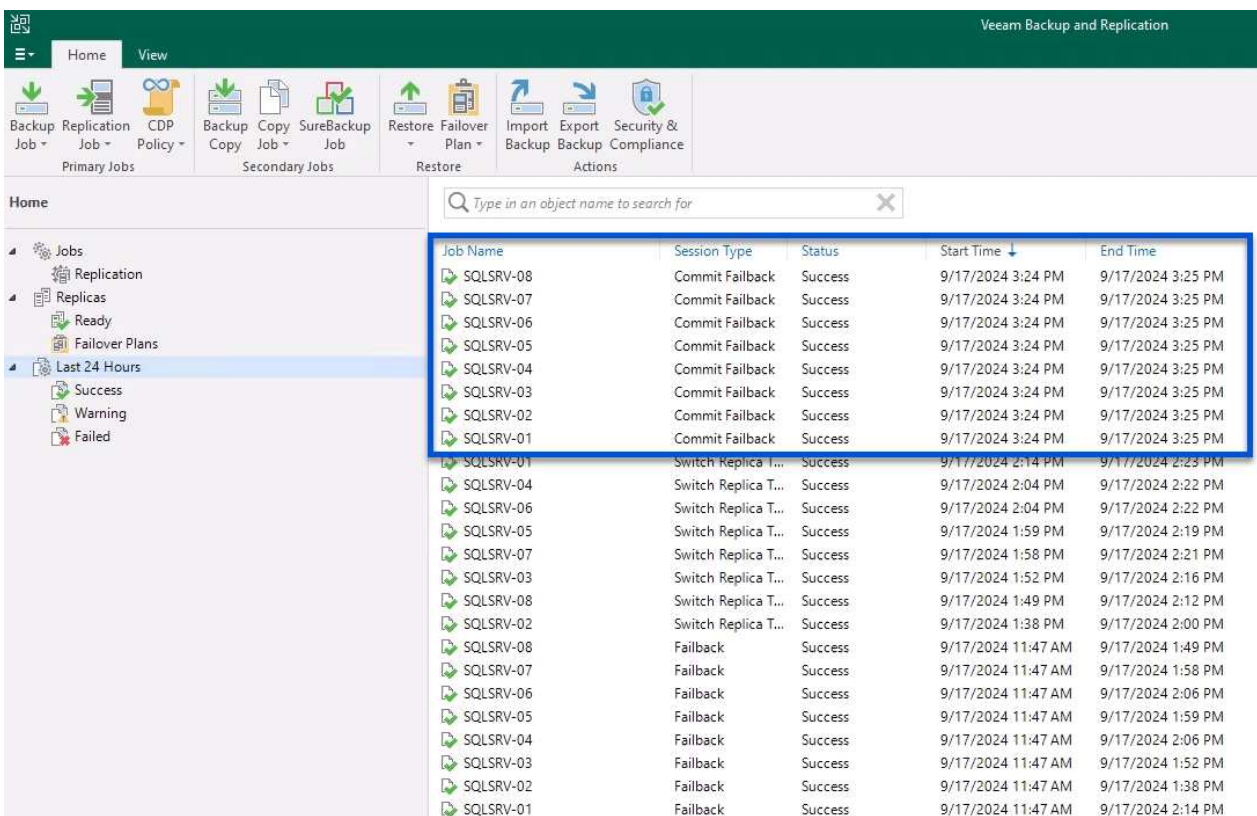 Veeam Backup and Replication
Home View
Backup Job Replication Job CDP Policy Backup Copy Copy Job SureBackup Job Restore Failover Plan Import Backup Export Backup Security & Compliance
Primary Jobs Secondary Jobs Restore Actions
Home
Type in an object name to search for
Jobs
Replication
Replicas
Ready
Failover Plans
Last 24 Hours
Success
Warning
Failed
Job Name Session Type Status Start Time End Time
SQLSRV-08 Commit Failback Success 9/17/2024 3:24 PM 9/17/2024 3:25 PM
SQLSRV-07 Commit Failback Success 9/17/2024 3:24 PM 9/17/2024 3:25 PM
SQLSRV-06 Commit Failback Success 9/17/2024 3:24 PM 9/17/2024 3:25 PM
SQLSRV-05 Commit Failback Success 9/17/2024 3:24 PM 9/17/2024 3:25 PM
SQLSRV-04 Commit Failback Success 9/17/2024 3:24 PM 9/17/2024 3:25 PM
SQLSRV-03 Commit Failback Success 9/17/2024 3:24 PM 9/17/2024 3:25 PM
SQLSRV-02 Commit Failback Success 9/17/2024 3:24 PM 9/17/2024 3:25 PM
SQLSRV-01 Commit Failback Success 9/17/2024 3:24 PM 9/17/2024 3:25 PM
SQLSRV-01 Switch Replica T... Success 9/17/2024 2:14 PM 9/17/2024 2:23 PM
SQLSRV-04 Switch Replica T... Success 9/17/2024 2:04 PM 9/17/2024 2:22 PM
SQLSRV-06 Switch Replica T... Success 9/17/2024 2:04 PM 9/17/2024 2:22 PM
SQLSRV-05 Switch Replica T... Success 9/17/2024 1:59 PM 9/17/2024 2:19 PM
SQLSRV-07 Switch Replica T... Success 9/17/2024 1:58 PM 9/17/2024 2:21 PM
SQLSRV-03 Switch Replica T... Success 9/17/2024 1:52 PM 9/17/2024 2:16 PM
SQLSRV-08 Switch Replica T... Success 9/17/2024 1:49 PM 9/17/2024 2:12 PM
SQLSRV-02 Switch Replica T... Success 9/17/2024 1:38 PM 9/17/2024 2:00 PM
SQLSRV-08 Failback Success 9/17/2024 11:47 AM 9/17/2024 1:49 PM
SQLSRV-07 Failback Success 9/17/2024 11:47 AM 9/17/2024 1:58 PM
SQLSRV-06 Failback Success 9/17/2024 11:47 AM 9/17/2024 2:06 PM
SQLSRV-05 Failback Success 9/17/2024 11:47 AM 9/17/2024 1:59 PM
SQLSRV-04 Failback Success 9/17/2024 11:47 AM 9/17/2024 2:06 PM
SQLSRV-03 Failback Success 9/17/2024 11:47 AM 9/17/2024 1:52 PM
SQLSRV-02 Failback Success 9/17/2024 11:47 AM 9/17/2024 1:38 PM
SQLSRV-01 Failback Success 9/17/2024 11:47 AM 9/17/2024 2:14 PM